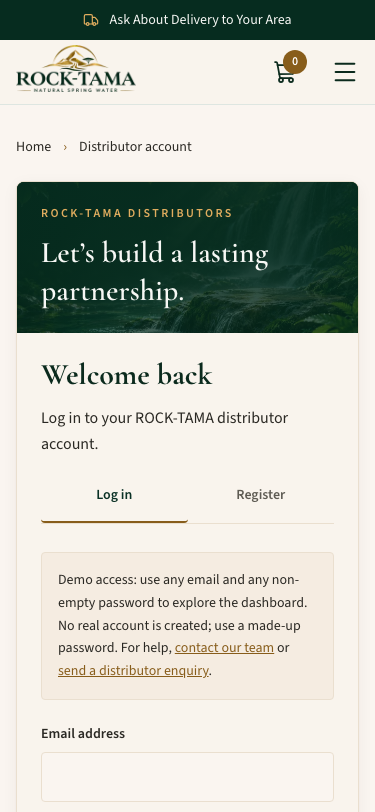 Ask About Delivery to Your Area
ROCK-TAMA
NATURAL SPRING WATER
0
Home › Distributor account
ROCK-TAMA DISTRIBUTORS
Let’s build a lasting
partnership.
Welcome back
Log in to your ROCK-TAMA distributor
account.
Log in Register
Demo access: use any email and any non-
empty password to explore the dashboard.
No real account is created; use a made-up
password. For help, contact our team or
send a distributor enquiry.
Email address